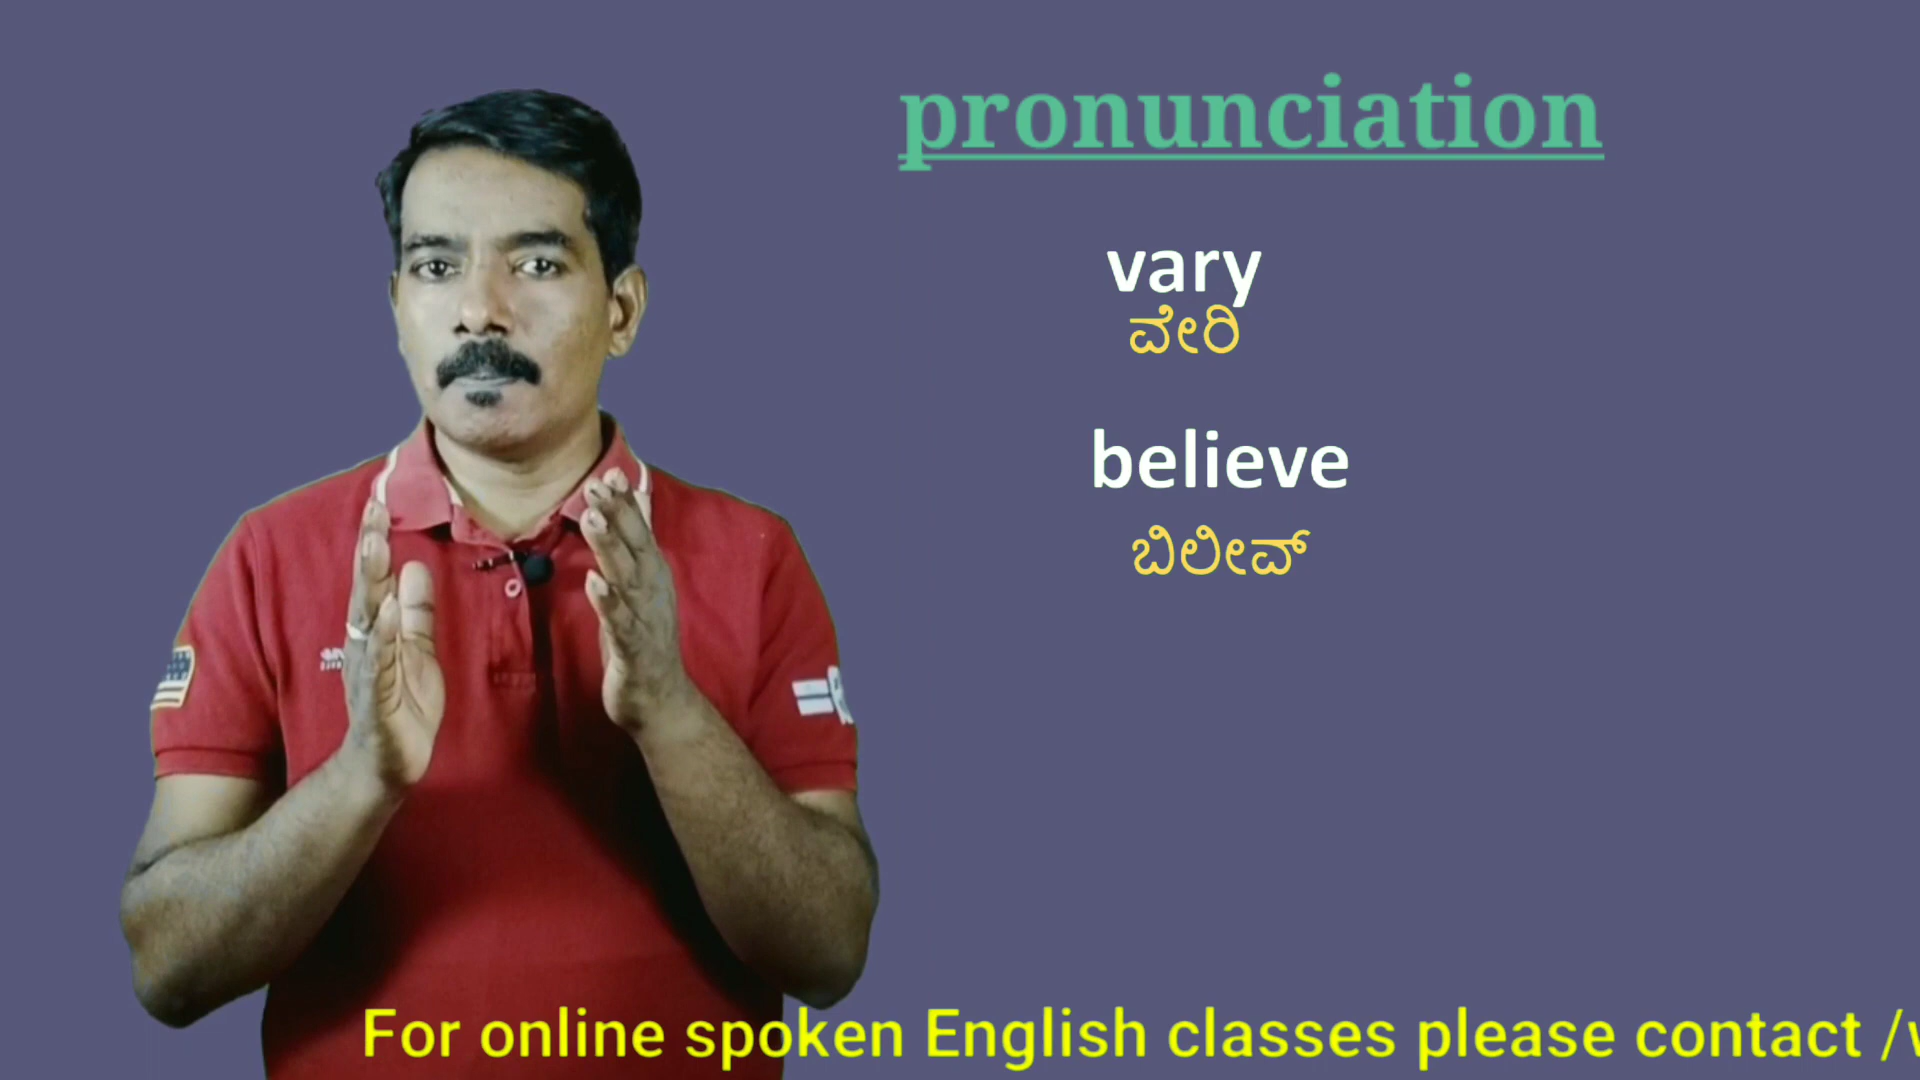 pronunciation
vary
ವೇರಿ
believe
ಬಿಲೀವ್
For online spoken English classes please contact /